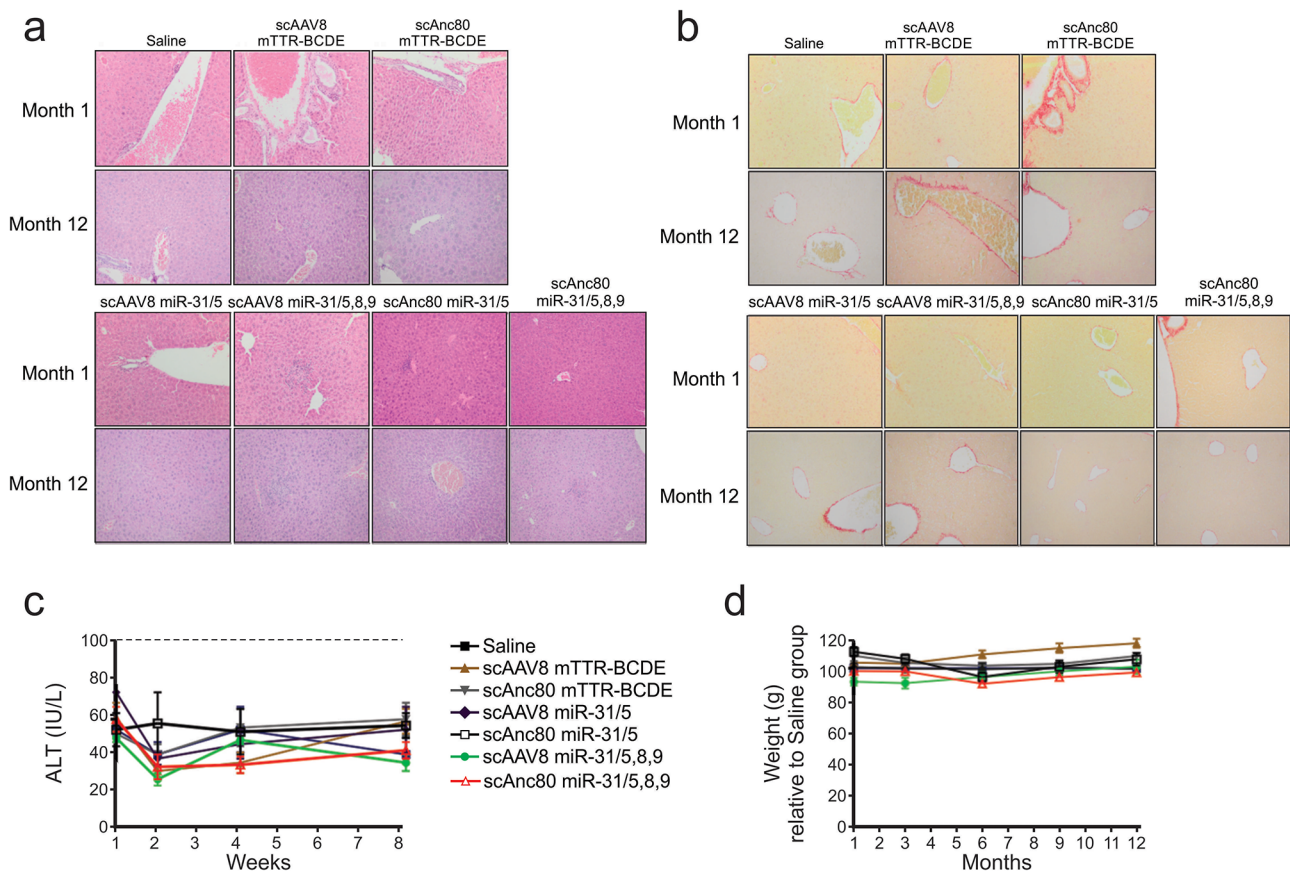 a
Saline
scAAV8
mTTR-BCDE
scAnc80
mTTR-BCDE
Month 1
Month 12
scAAV8 miR-31/5
scAAV8 miR-31/5,8,9
scAnc80 miR-31/5
scAnc80
miR-31/5,8,9
Month 1
Month 12
b
Saline
scAAV8
mTTR-BCDE
scAnc80
mTTR-BCDE
Month 1
Month 12
scAAV8 miR-31/5
scAAV8 miR-31/5,8,9
scAnc80 miR-31/5
scAnc80
miR-31/5,8,9
Month 1
Month 12
c
ALT (IU/L)
100
80
60
40
20
0
1 2 3 4 5 6 7 8
Weeks
Saline
scAAV8 mTTR-BCDE
scAnc80 mTTR-BCDE
scAAV8 miR-31/5
scAnc80 miR-31/5
scAAV8 miR-31/5,8,9
scAnc80 miR-31/5,8,9
d
Weight (g)
relative to Saline group
120
100
80
60
40
20
0
1 2 3 4 5 6 7 8 9 10 11 12
Months